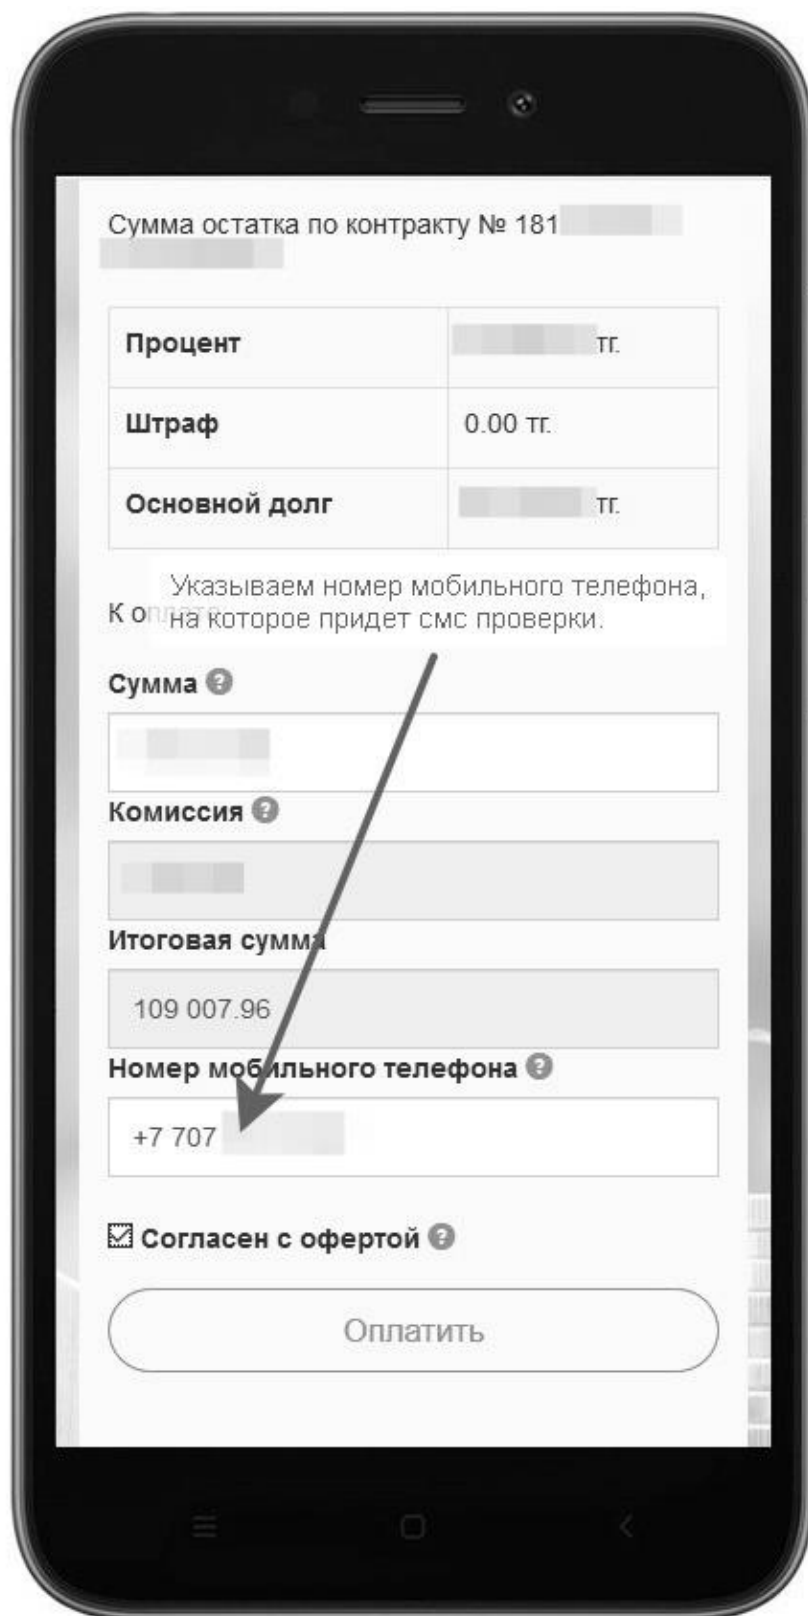 Сумма остатка по контракту № 181
Процент
тг.
Штраф
0.00 тг.
Основной долг
тг.
Указываем номер мобильного телефона,
К оплате
на которое придет смс проверки.
Сумма ?
Комиссия ?
Итоговая сумма
109 007.96
Номер мобильного телефона ?
+7 707
Согласен с офертой ?
Оплатить